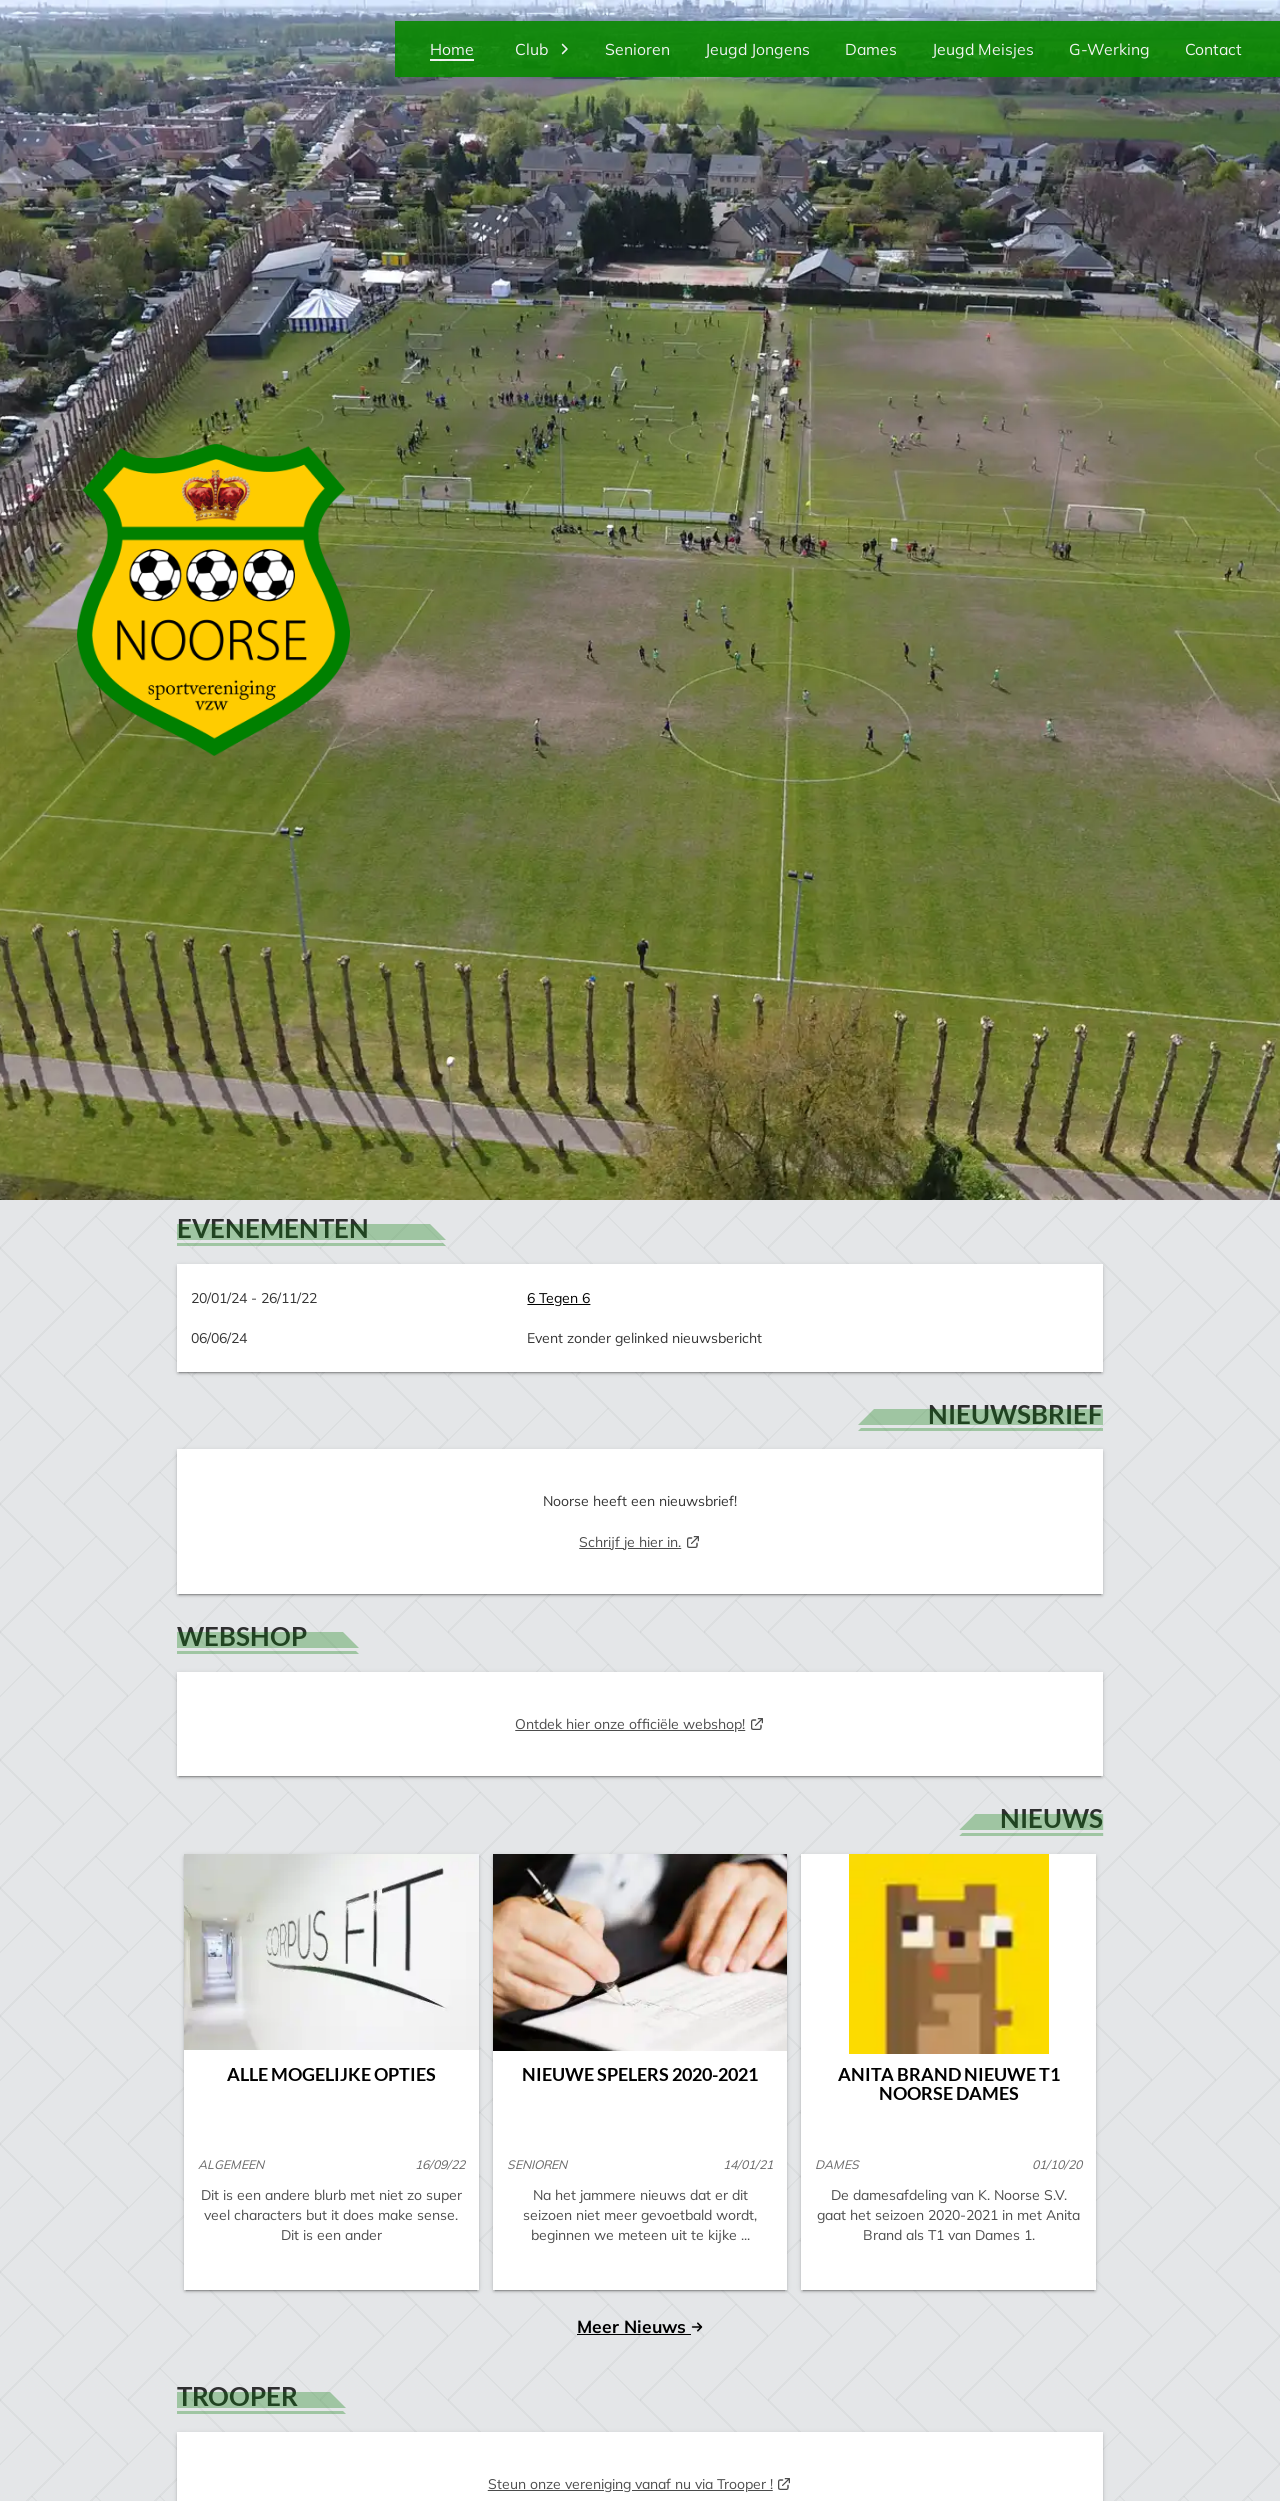 Home Club Senioren Jeugd Jongens Dames Jeugd Meisjes G-Werking Contact
NOORSE
sportvereniging
vzw
EVENEMENTEN
20/01/24 - 26/11/22 6 Tegen 6
06/06/24 Event zonder gelinked nieuwsbericht
NIEUWSBRIEF
Noorse heeft een nieuwsbrief!
Schrijf je hier in.
WEBSHOP
Ontdek hier onze officiële webshop!
NIEUWS
CORPUS FIT
ALLE MOGELIJKE OPTIES
ALGEMEEN 16/09/22
Dit is een andere blurb met niet zo super
veel characters but it does make sense.
Dit is een ander
NIEUWE SPELERS 2020-2021
SENIOREN 14/01/21
Na het jammere nieuws dat er dit
seizoen niet meer gevoetbald wordt,
beginnen we meteen uit te kijke ...
ANITA BRAND NIEUWE T1
NOORSE DAMES
DAMES 01/10/20
De damesafdeling van K. Noorse S.V.
gaat het seizoen 2020-2021 in met Anita
Brand als T1 van Dames 1.
Meer Nieuws
TROOPER
Steun onze vereniging vanaf nu via Trooper !